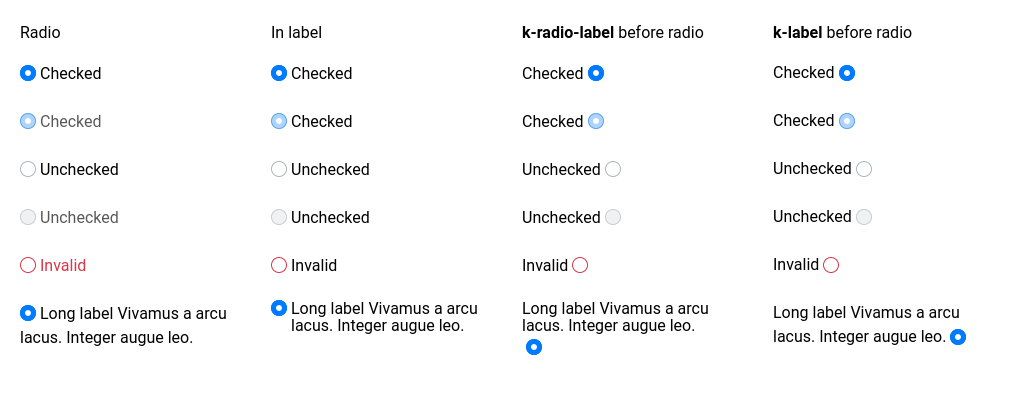 Radio
Checked
Checked
Unchecked
Unchecked
Invalid
Long label Vivamus a arcu
lacus. Integer augue leo.
In label
Checked
Checked
Unchecked
Unchecked
Invalid
Long label Vivamus a arcu
lacus. Integer augue leo.
k-radio-label before radio
Checked
Checked
Unchecked
Unchecked
Invalid
Long label Vivamus a arcu
lacus. Integer augue leo.
k-label before radio
Checked
Checked
Unchecked
Unchecked
Invalid
Long label Vivamus a arcu
lacus. Integer augue leo.